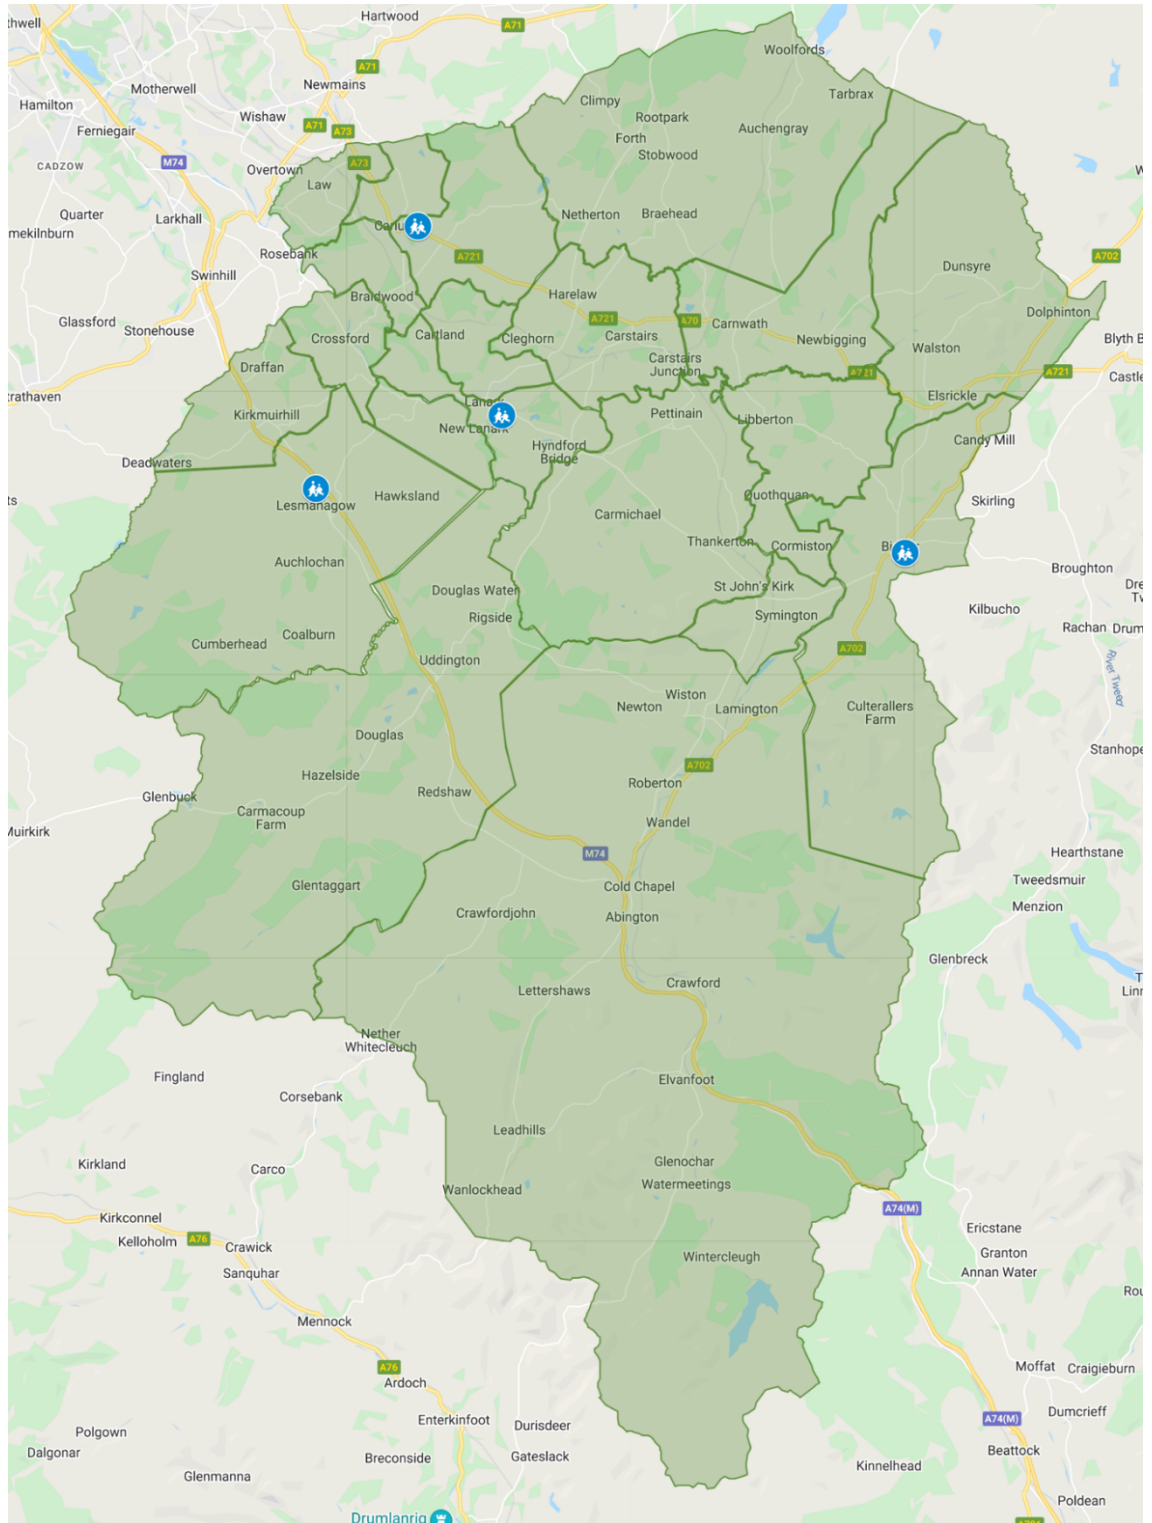 Hartwood
A71
Woolfords
A71
Motherwell
Newmains
Climpy
Tarbrax
Hamilton
Rootpark
Wishaw
Ferniegair
A71
A73
Forth
Auchengray
CADZOW
M74
Overtown
A73
Stobwood
Law
Quarter
Larkhall
Netherton
Braehead
Rosebank
A721
A702
Swinhill
Dunsyre
Braidwood
Harelaw
Dolphinton
Glassford
Stonehouse
A721
A70
Carnwath
Crossford
Cartland
Cleghorn
Carstairs
Newbigging
Walston
Draffan
Carstairs
Junction
A721
A721
Elsrickle
Kirkmuirhill
Pettinain
Libberton
New Lanark
Hyndford
Bridge
Candy Mill
Deadwaters
Hawksland
Quothquan
Skirling
Lesmahagow
Carmichael
Thankerton
Cormiston
Auchlochan
Broughton
Douglas Water
St John's Kirk
Kilbucho
Rigside
Symington
Rachan
Coalburn
Cumberhead
Uddington
A702
River Tweed
Wiston
Newton
Lamington
Culterallers
Farm
Douglas
Stanhope
Hazelside
A702
Redshaw
Roberton
Glenbuck
Carmacoup
Farm
Wandel
Muirkirk
M74
Hearthstane
Glentaggart
Cold Chapel
Tweedsmuir
Crawfordjohn
Abington
Menzion
Glenbreck
Lettershaws
Crawford
Nether
Whitecleuch
Fingland
Elvanfoot
Corsebank
Leadhills
Kirkland
Carco
Glenochar
Watermeetings
Wanlockhead
A74(M)
Kirkconnel
Kelloholm
A76
Crawick
Ericstane
Sanquhar
Wintercleugh
Granton
Annan Water
Mennock
A76
Ardoch
Moffat
Craigieburn
Enterkinfoot
Durisdeer
A74(M)
Dumcrieff
Polgown
Dalgonar
Breconside
Gateslack
Beattock
Glenmanna
Kinnelhead
Poldean
Drumlanrig